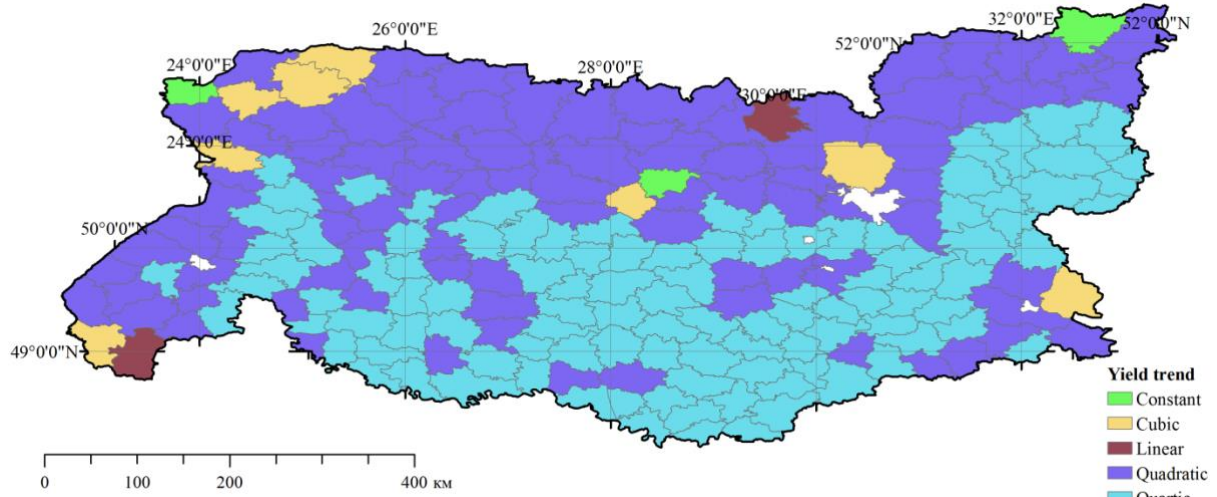 26°0'0"E
32°0'0"E
52°0'0"N
52°0'0"N
24°0'0"E
28°0'0"E
30°0'0"E
24°0'0"E
50°0'0"N
49°0'0"N
Yield trend
Constant
Cubic
Linear
Quadratic
0 100 200 400 км